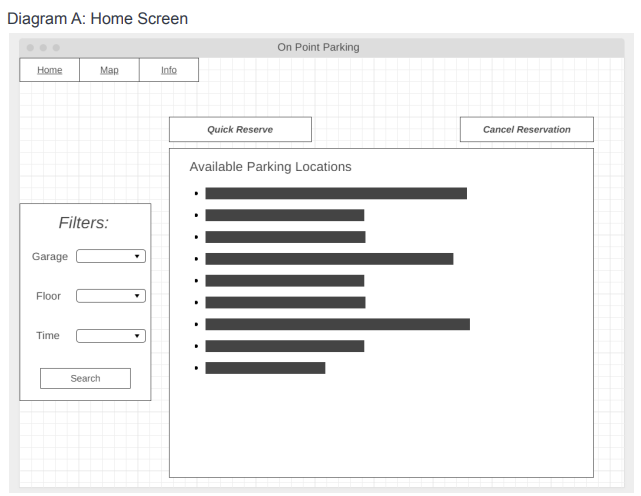 Diagram A: Home Screen
On Point Parking
Home Map Info
Quick Reserve Cancel Reservation
Available Parking Locations
Filters:
Garage
Floor
Time
Search